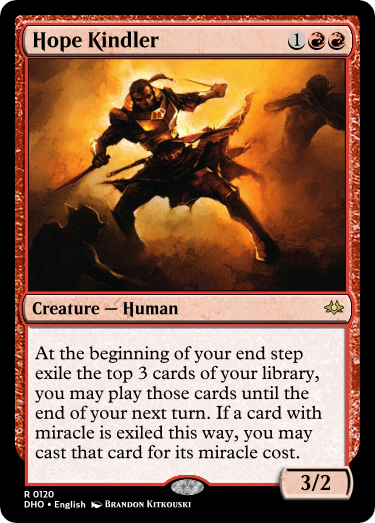 Hope Kindler 1
Creature — Human
At the beginning of your end step
exile the top 3 cards of your library,
you may play those cards until the
end of your next turn. If a card with
miracle is exiled this way, you may
cast that card for its miracle cost.
3/2
R 0120
DHO • English Brandon Kitkouski